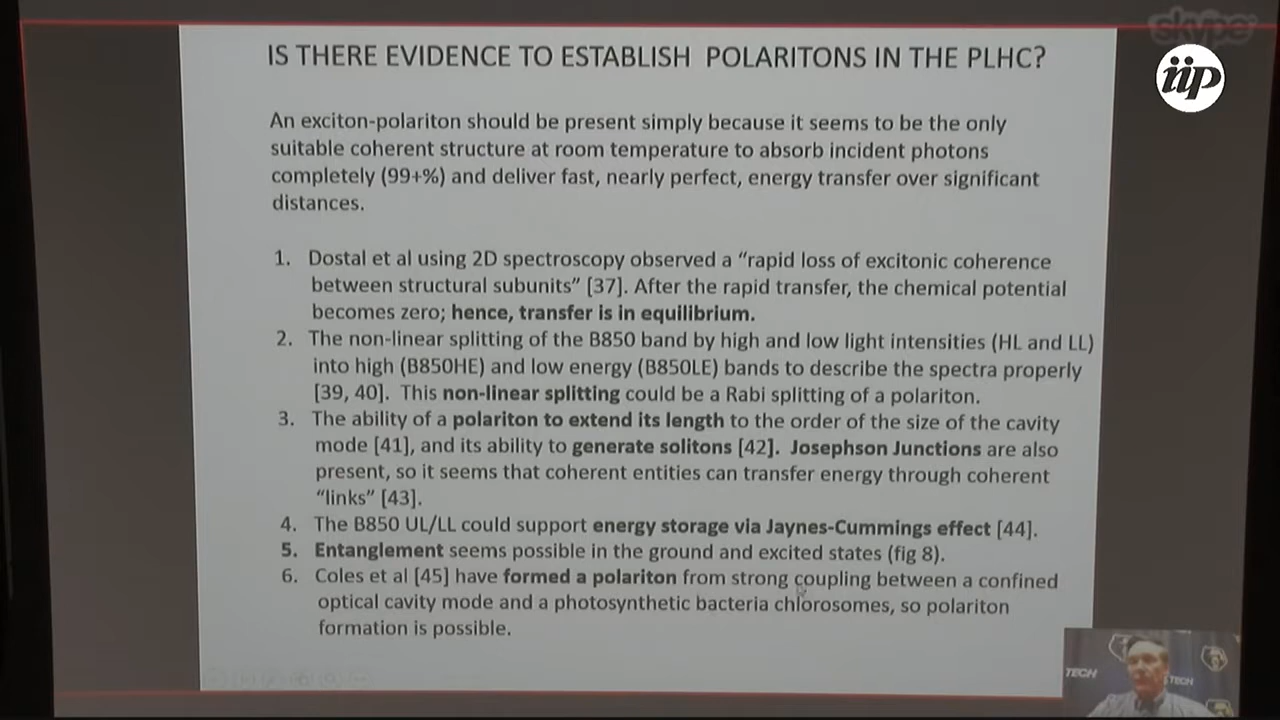 skype
iip
IS THERE EVIDENCE TO ESTABLISH POLARITONS IN THE PLHC?
An exciton-polariton should be present simply because it seems to be the only
suitable coherent structure at room temperature to absorb incident photons
completely (99+%) and deliver fast, nearly perfect, energy transfer over significant
distances.
1. Dostal et al using 2D spectroscopy observed a “rapid loss of excitonic coherence
between structural subunits” [37]. After the rapid transfer, the chemical potential
becomes zero; hence, transfer is in equilibrium.
2. The non-linear splitting of the B850 band by high and low light intensities (HL and LL)
into high (B850HE) and low energy (B850LE) bands to describe the spectra properly
[39, 40]. This non-linear splitting could be a Rabi splitting of a polariton.
3. The ability of a polariton to extend its length to the order of the size of the cavity
mode [41], and its ability to generate solitons [42]. Josephson Junctions are also
present, so it seems that coherent entities can transfer energy through coherent
“links” [43].
4. The B850 UL/LL could support energy storage via Jaynes-Cummings effect [44].
5. Entanglement seems possible in the ground and excited states (fig 8).
6. Coles et al [45] have formed a polariton from strong coupling between a confined
optical cavity mode and a photosynthetic bacteria chlorosomes, so polariton
formation is possible.
TECH
TECH